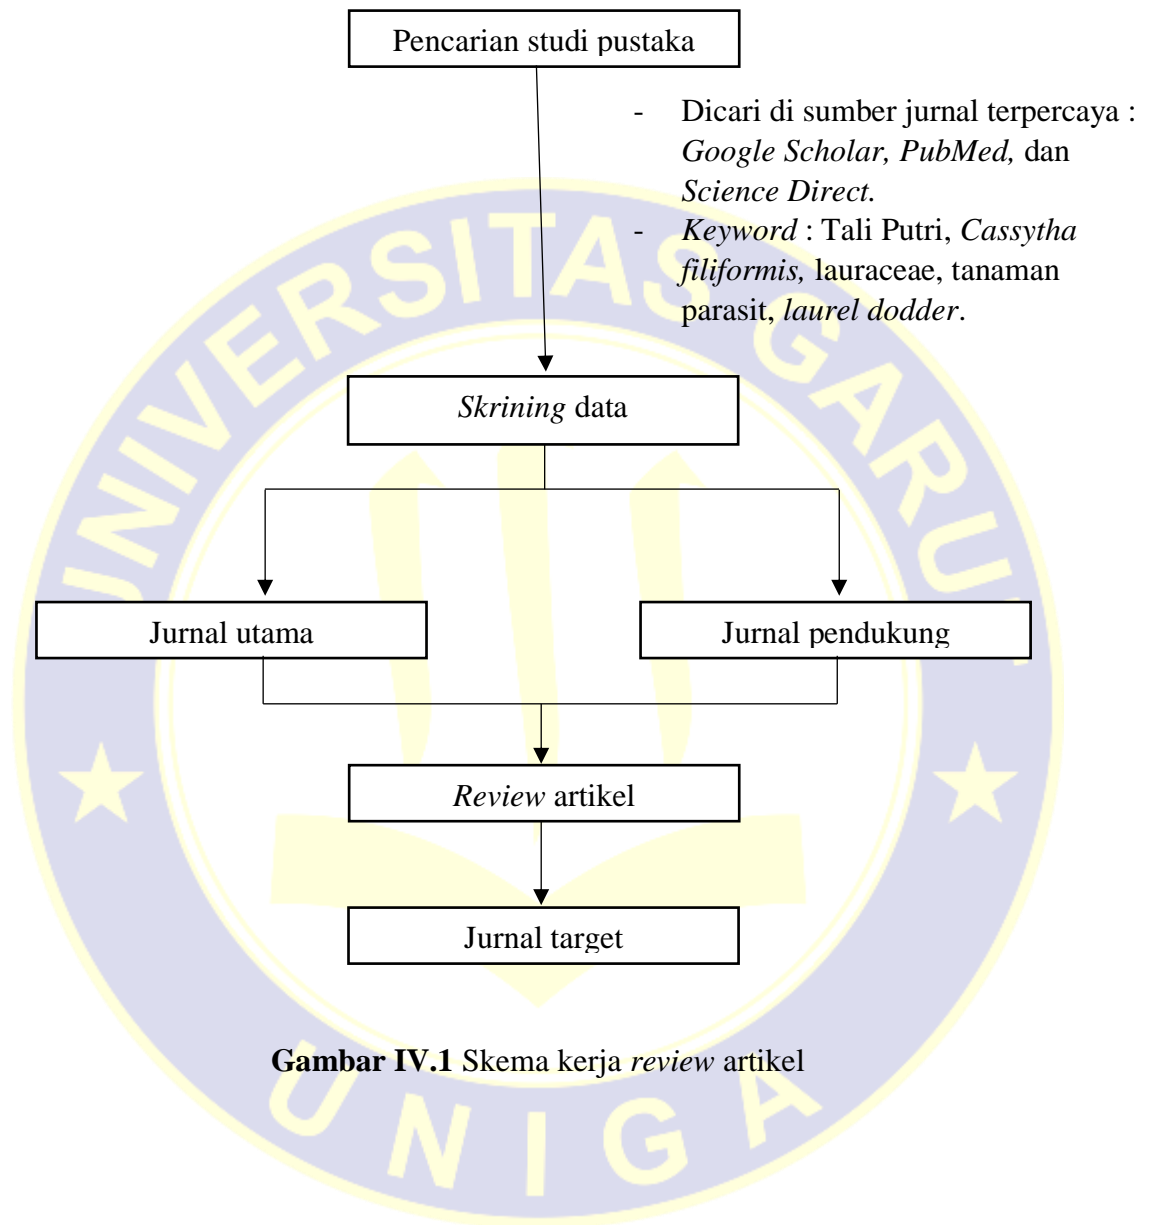 Pencarian studi pustaka
- Dicari di sumber jurnal terpercaya :
Google Scholar, PubMed, dan
Science Direct.
- Keyword : Tali Putri, Cassytha
filiformis, lauraceae, tanaman
parasit, laurel dodder.
Skrining data
Jurnal utama
Jurnal pendukung
Review artikel
Jurnal target
Gambar IV.1 Skema kerja review artikel
UNIVERSITAS GARUT
UNIGA